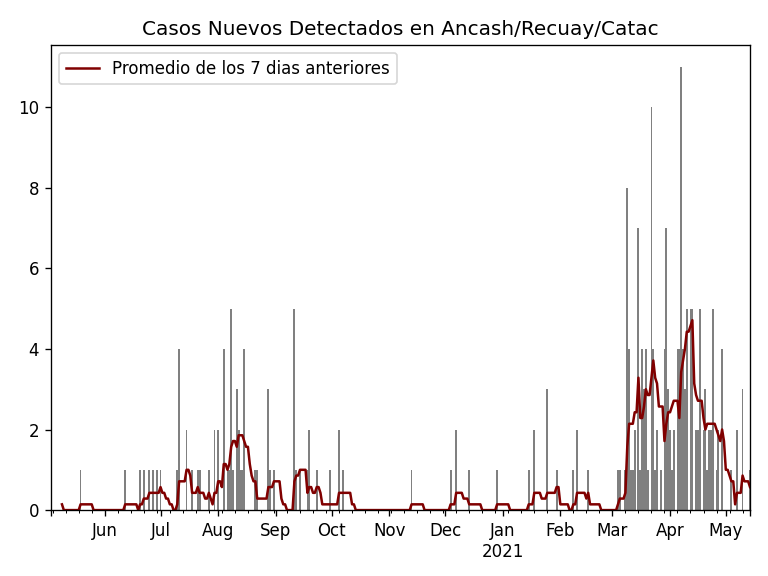 Casos Nuevos Detectados en Ancash/Recuay/Catac
Promedio de los 7 dias anteriores
10
8
6
4
2
0
Jun Jul Aug Sep Oct Nov Dec Jan Feb Mar Apr May
2021